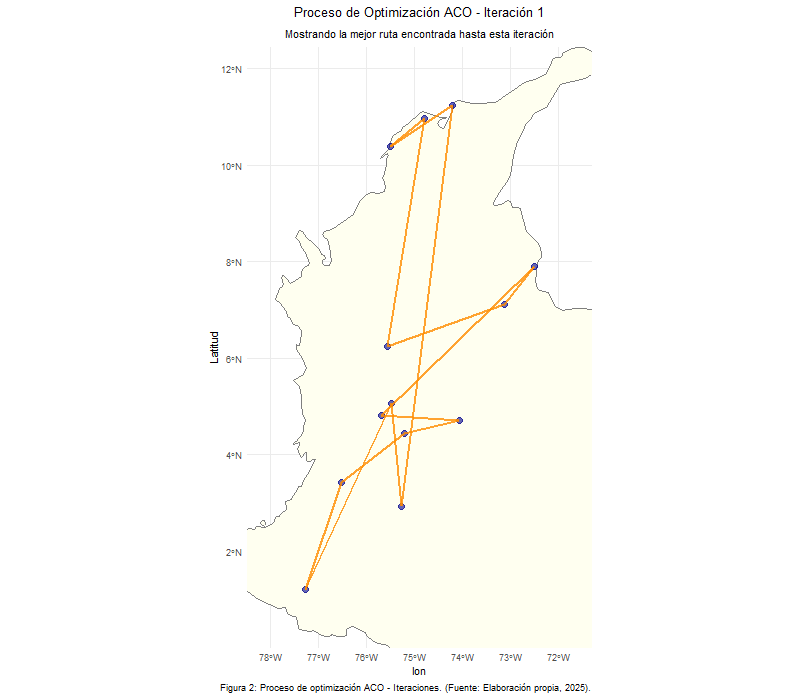 Proceso de Optimización ACO - Iteración 1
Mostrando la mejor ruta encontrada hasta esta iteración
12°N
10°N
8°N
6°N
4°N
2°N
Latitud
78°W 77°W 76°W 75°W 74°W 73°W 72°W
lon
Figura 2: Proceso de optimización ACO - Iteraciones. (Fuente: Elaboración propia, 2025).